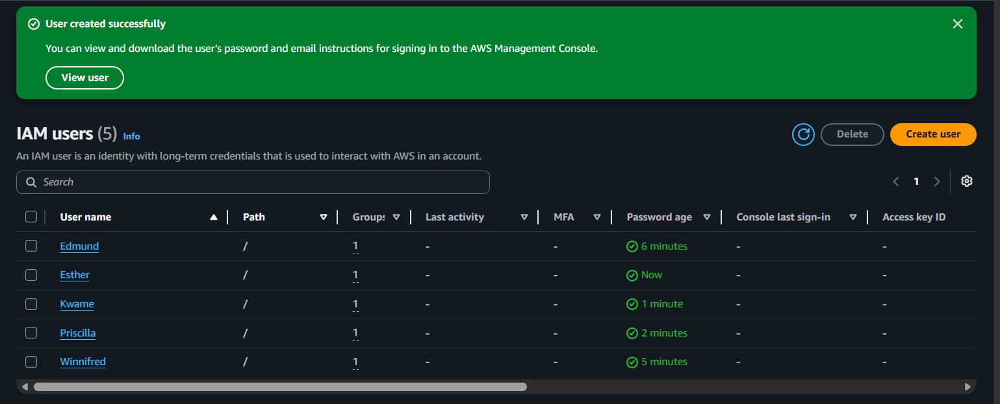 User created successfully
You can view and download the user's password and email instructions for signing in to the AWS Management Console.
View user
IAM users (5) Info
Delete
Create user
An IAM user is an identity with long-term credentials that is used to interact with AWS in an account.
Search
1
User name Path Groups Last activity MFA Password age Console last sign-in Access key ID
Edmund / 1 - - 6 minutes - -
Esther / 1 - - Now - -
Kwame / 1 - - 1 minute - -
Priscilla / 1 - - 2 minutes - -
Winnifred / 1 - - 5 minutes - -